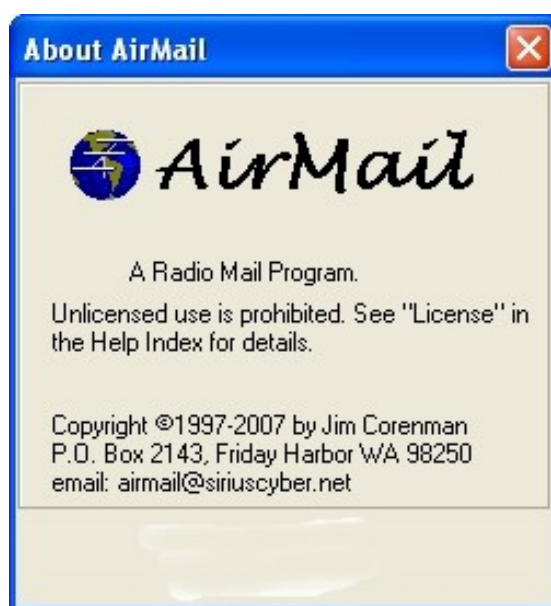 About AirMail
AirMail
A Radio Mail Program.
Unlicensed use is prohibited. See "License" in
the Help Index for details.
Copyright ©1997-2007 by Jim Corenman
P.O. Box 2143, Friday Harbor WA 98250
email: airmail@siriuscyber.net